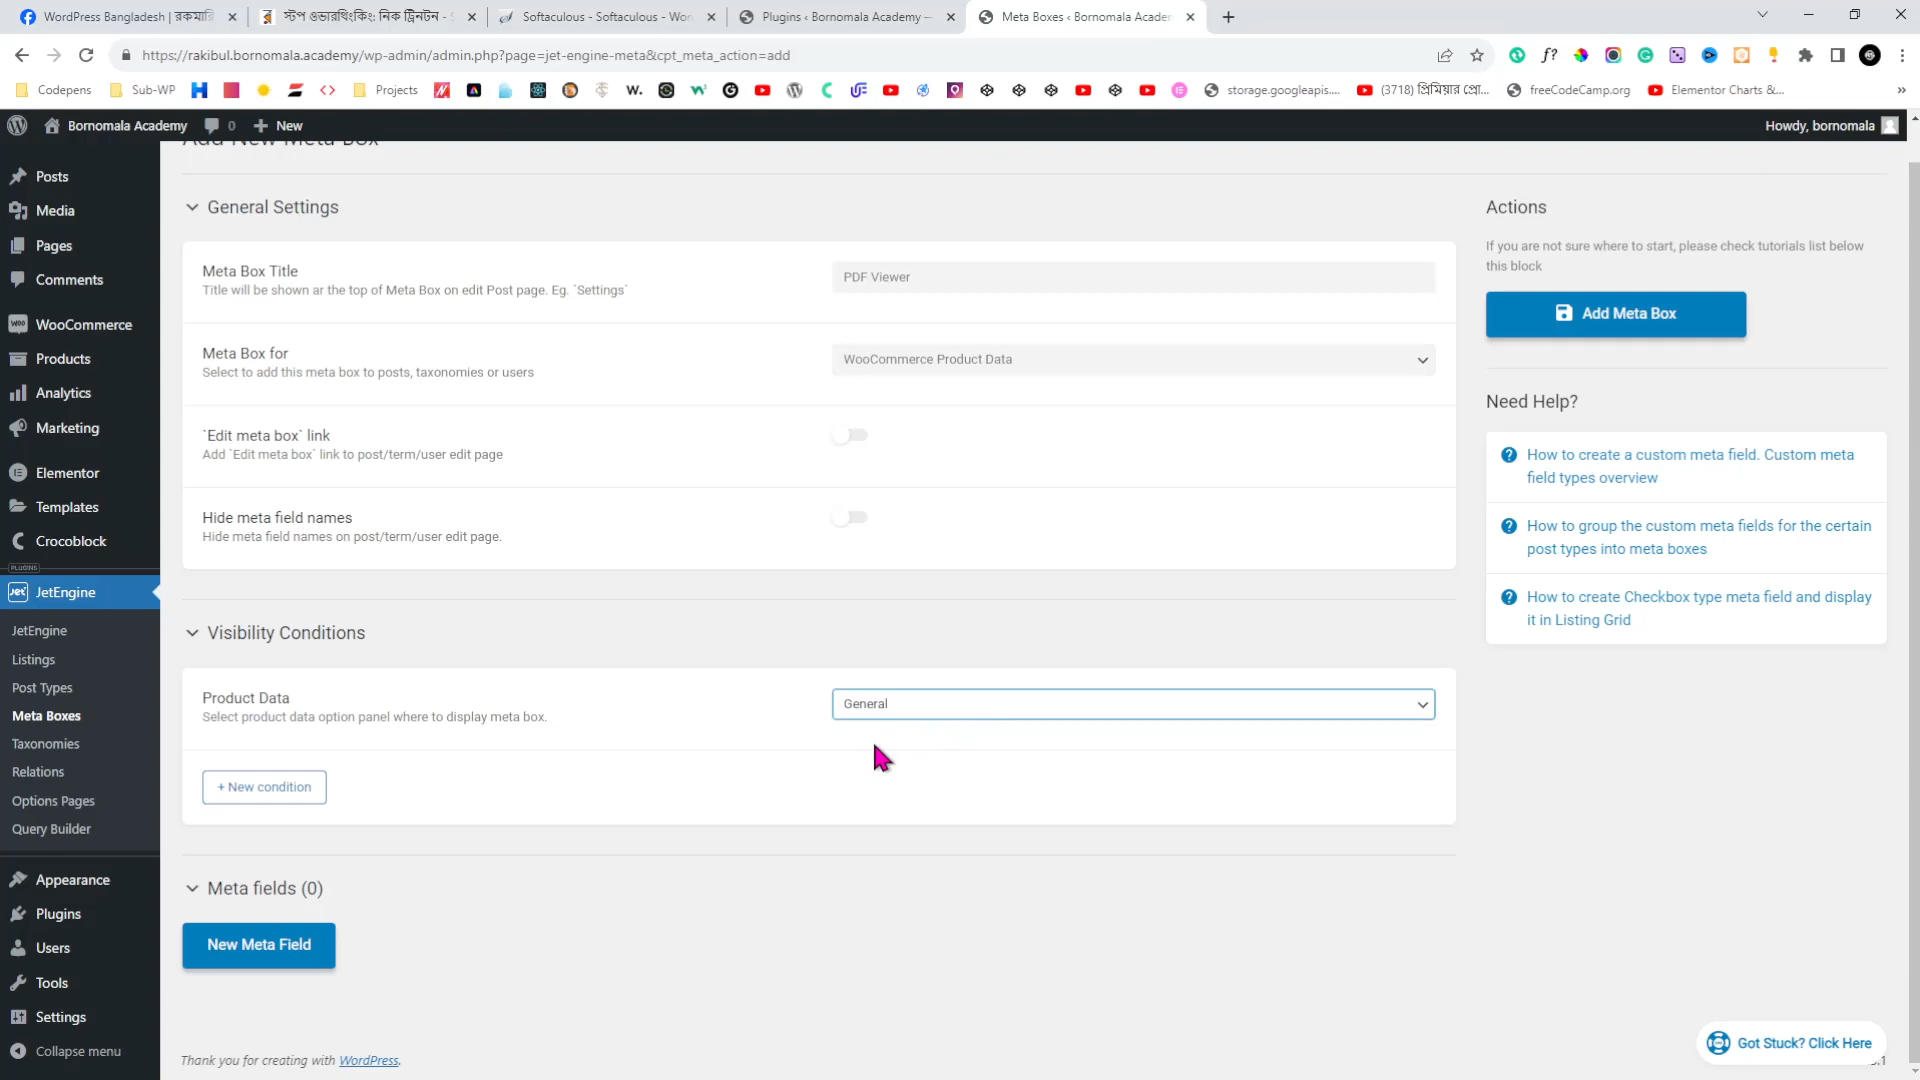 WordPress Bangladesh | রকমারি
স্টপ ওভারথিংকিং: নিক ট্রিনটন - S
Softaculous - Softaculous - Wor
Plugins ‹ Bornomala Academy —
Meta Boxes ‹ Bornomala Acader
https://rakibul.bornomala.academy/wp-admin/admin.php?page=jet-engine-meta&cpt_meta_action=add
Codepens
Sub-WP
Projects
storage.googleapis....
(3718) প্রিমিয়ার প্রো...
freeCodeCamp.org
Elementor Charts &...
Bornomala Academy
0
New
Howdy, bornomala
Posts
Media
Pages
Comments
WooCommerce
Products
Analytics
Marketing
Elementor
Templates
Crocoblock
PLUGINS
JetEngine
JetEngine
Listings
Post Types
Meta Boxes
Taxonomies
Relations
Options Pages
Query Builder
Appearance
Plugins
Users
Tools
Settings
Collapse menu
Add New Meta Box
General Settings
Meta Box Title
Title will be shown ar the top of Meta Box on edit Post page. Eg. `Settings`
PDF Viewer
Meta Box for
Select to add this meta box to posts, taxonomies or users
WooCommerce Product Data
`Edit meta box` link
Add `Edit meta box` link to post/term/user edit page
Hide meta field names
Hide meta field names on post/term/user edit page.
Visibility Conditions
Product Data
Select product data option panel where to display meta box.
General
+ New condition
Meta fields (0)
New Meta Field
Thank you for creating with WordPress.
Actions
If you are not sure where to start, please check tutorials list below
this block
Add Meta Box
Need Help?
How to create a custom meta field. Custom meta
field types overview
How to group the custom meta fields for the certain
post types into meta boxes
How to create Checkbox type meta field and display
it in Listing Grid
Got Stuck? Click Here